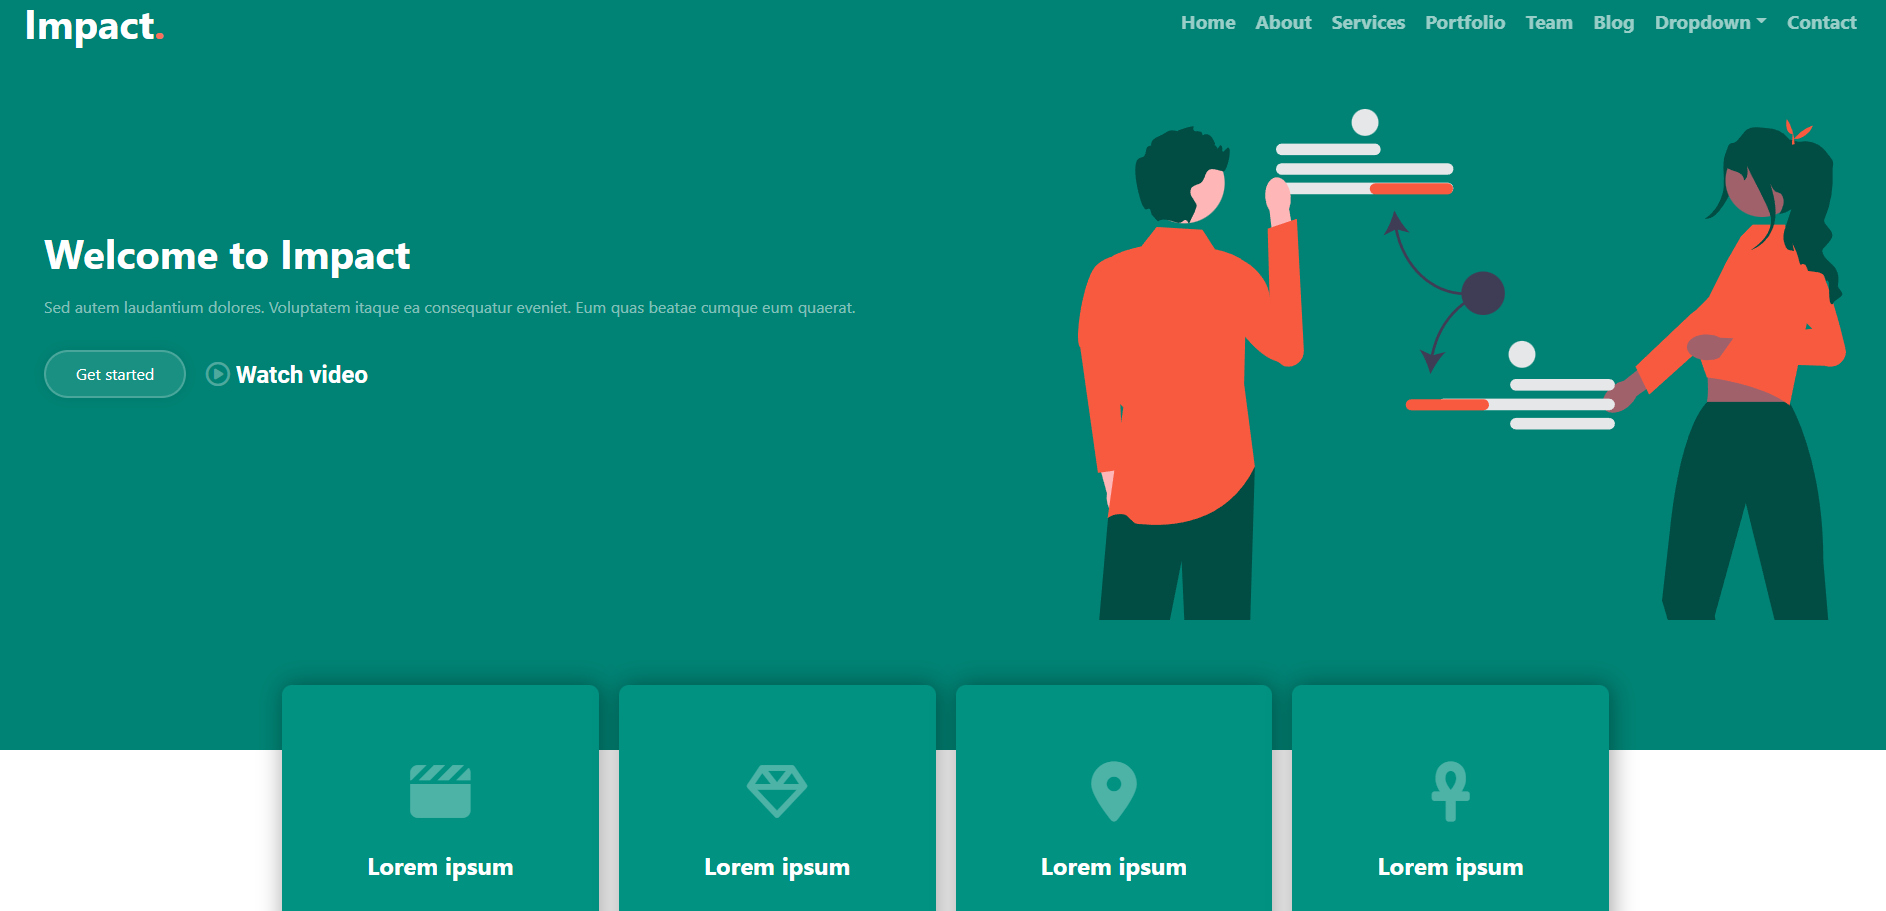 Impact.
Home About Services Portfolio Team Blog Dropdown Contact
Welcome to Impact
Sed autem laudantium dolores. Voluptatem itaque ea consequatur eveniet. Eum quas beatae cumque eum quaerat.
Get started Watch video
Lorem ipsum Lorem ipsum Lorem ipsum Lorem ipsum